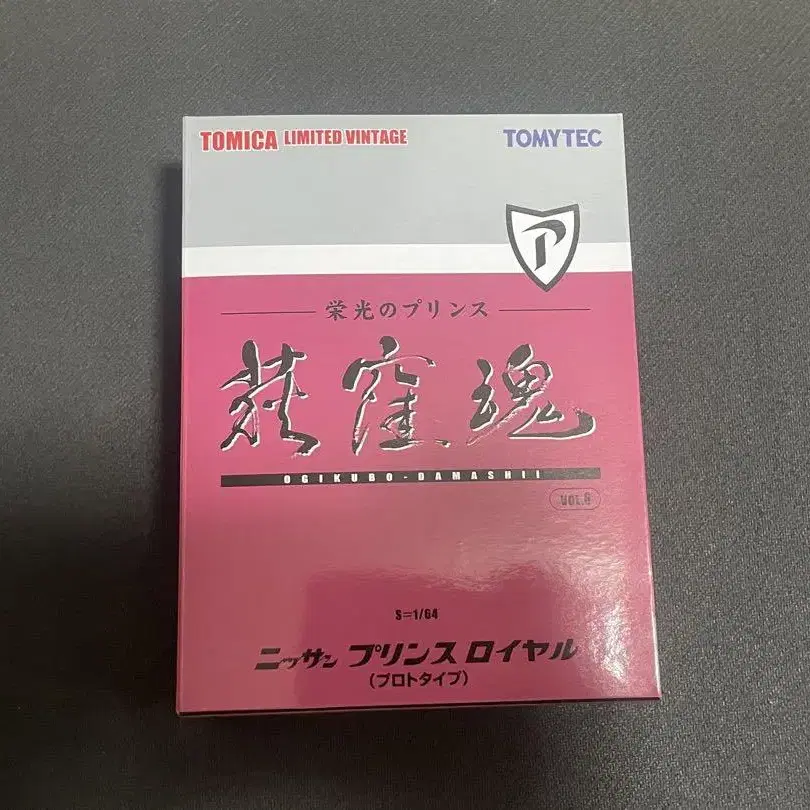 TOMICA LIMITED VINTAGE
TOMYTEC
P
栄光のプリンス
荻窪魂
OGIKUBO-DAMASHII
S=1/64
ニッサン プリンス ロイヤル
(プロトタイプ)